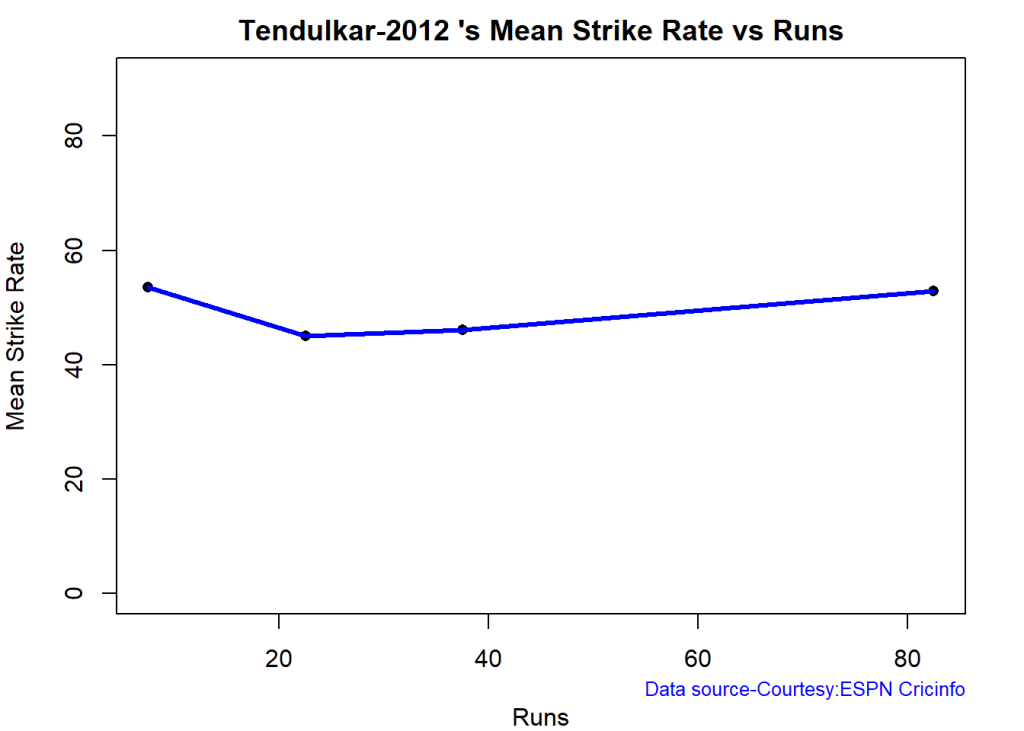 Tendulkar-2012 's Mean Strike Rate vs Runs
Mean Strike Rate
80
60
40
20
0
20 40 60 80
Data source-Courtesy:ESPN Cricinfo
Runs